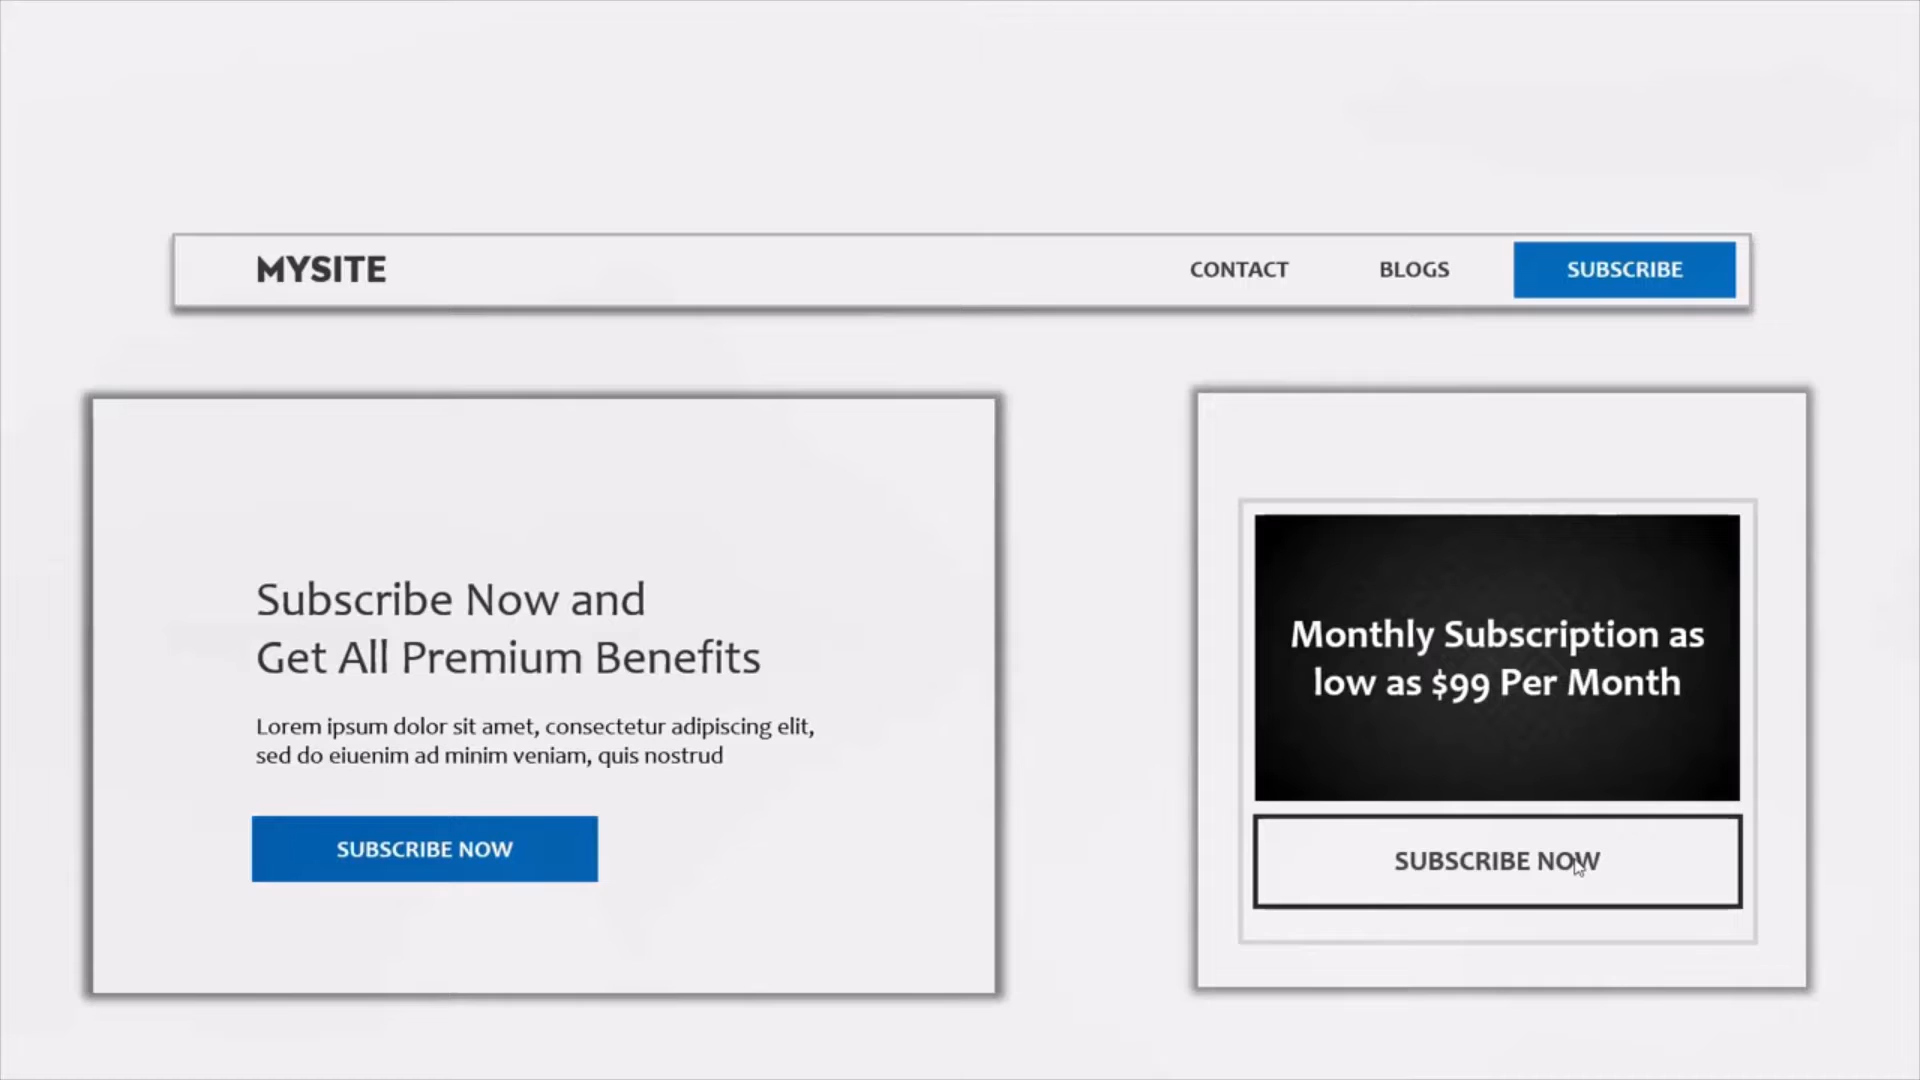 MYSITE
CONTACT
BLOGS
SUBSCRIBE
Subscribe Now and
Get All Premium Benefits
Lorem ipsum dolor sit amet, consectetur adipiscing elit,
sed do eiuenim ad minim veniam, quis nostrud
SUBSCRIBE NOW
Monthly Subscription as
low as $99 Per Month
SUBSCRIBE NOW